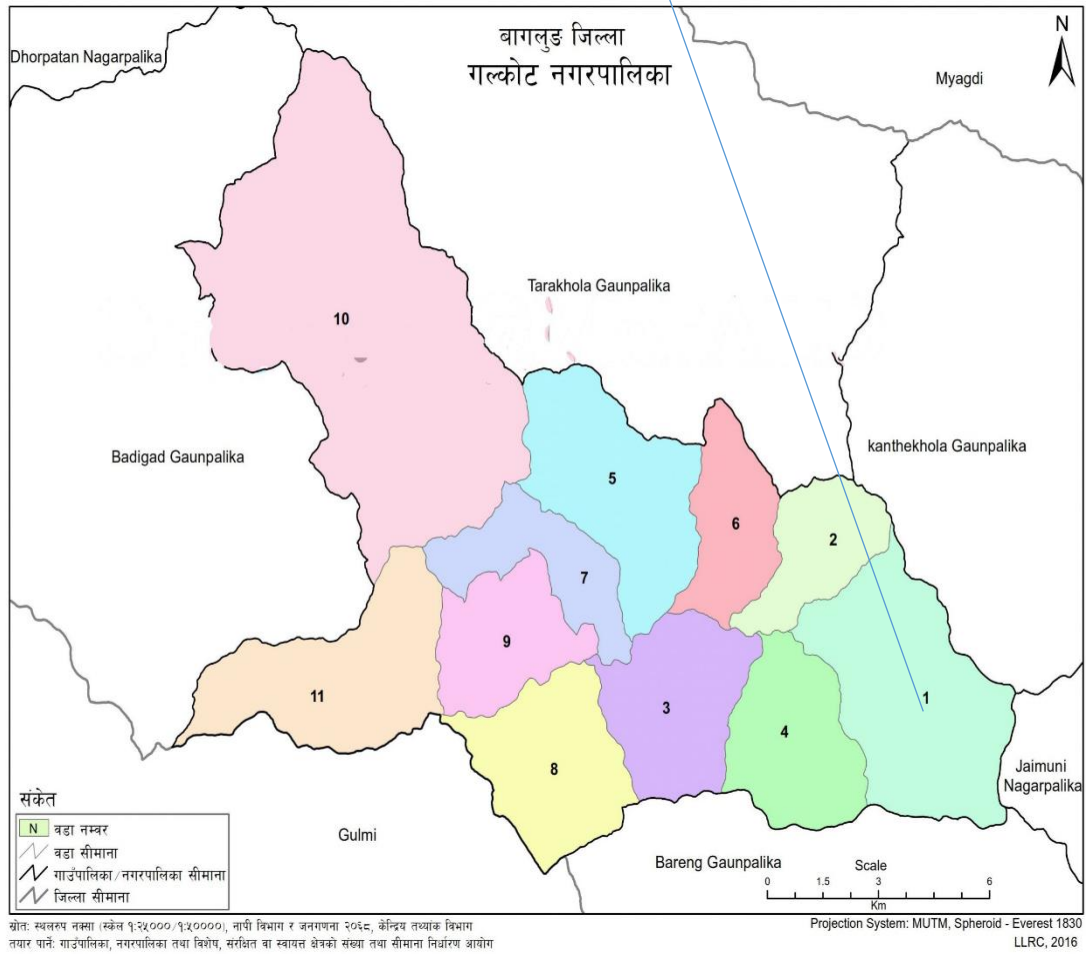 बागलुङ जिल्ला
गल्कोट नगरपालिका
N
Dhorpatan Nagarpalika
Myagdi
Tarakhola Gaunpalika
10
Badigad Gaunpalika
kanthekhola Gaunpalika
5
6
2
7
9
11
3
1
4
8
Jaimuni
Nagarpalika
Gulmi
Bareng Gaunpalika
संकेत
N वडा नम्वर
वडा सीमाना
गाउँपालिका/नगरपालिका सीमाना
जिल्ला सीमाना
Scale
0 1.5 3 6
Km
स्रोत: स्थलरुप नक्सा (स्केल १:२५०००/१:५००००), नापी विभाग र जनगणना २०६८, केन्द्रिय तथ्यांक विभाग
तयार पार्ने: गाउँपालिका, नगरपालिका तथा विशेष, संरक्षित वा स्वायत्त क्षेत्रको संख्या तथा सीमाना निर्धारण आयोग
Projection System: MUTM, Spheroid - Everest 1830
LLRC, 2016